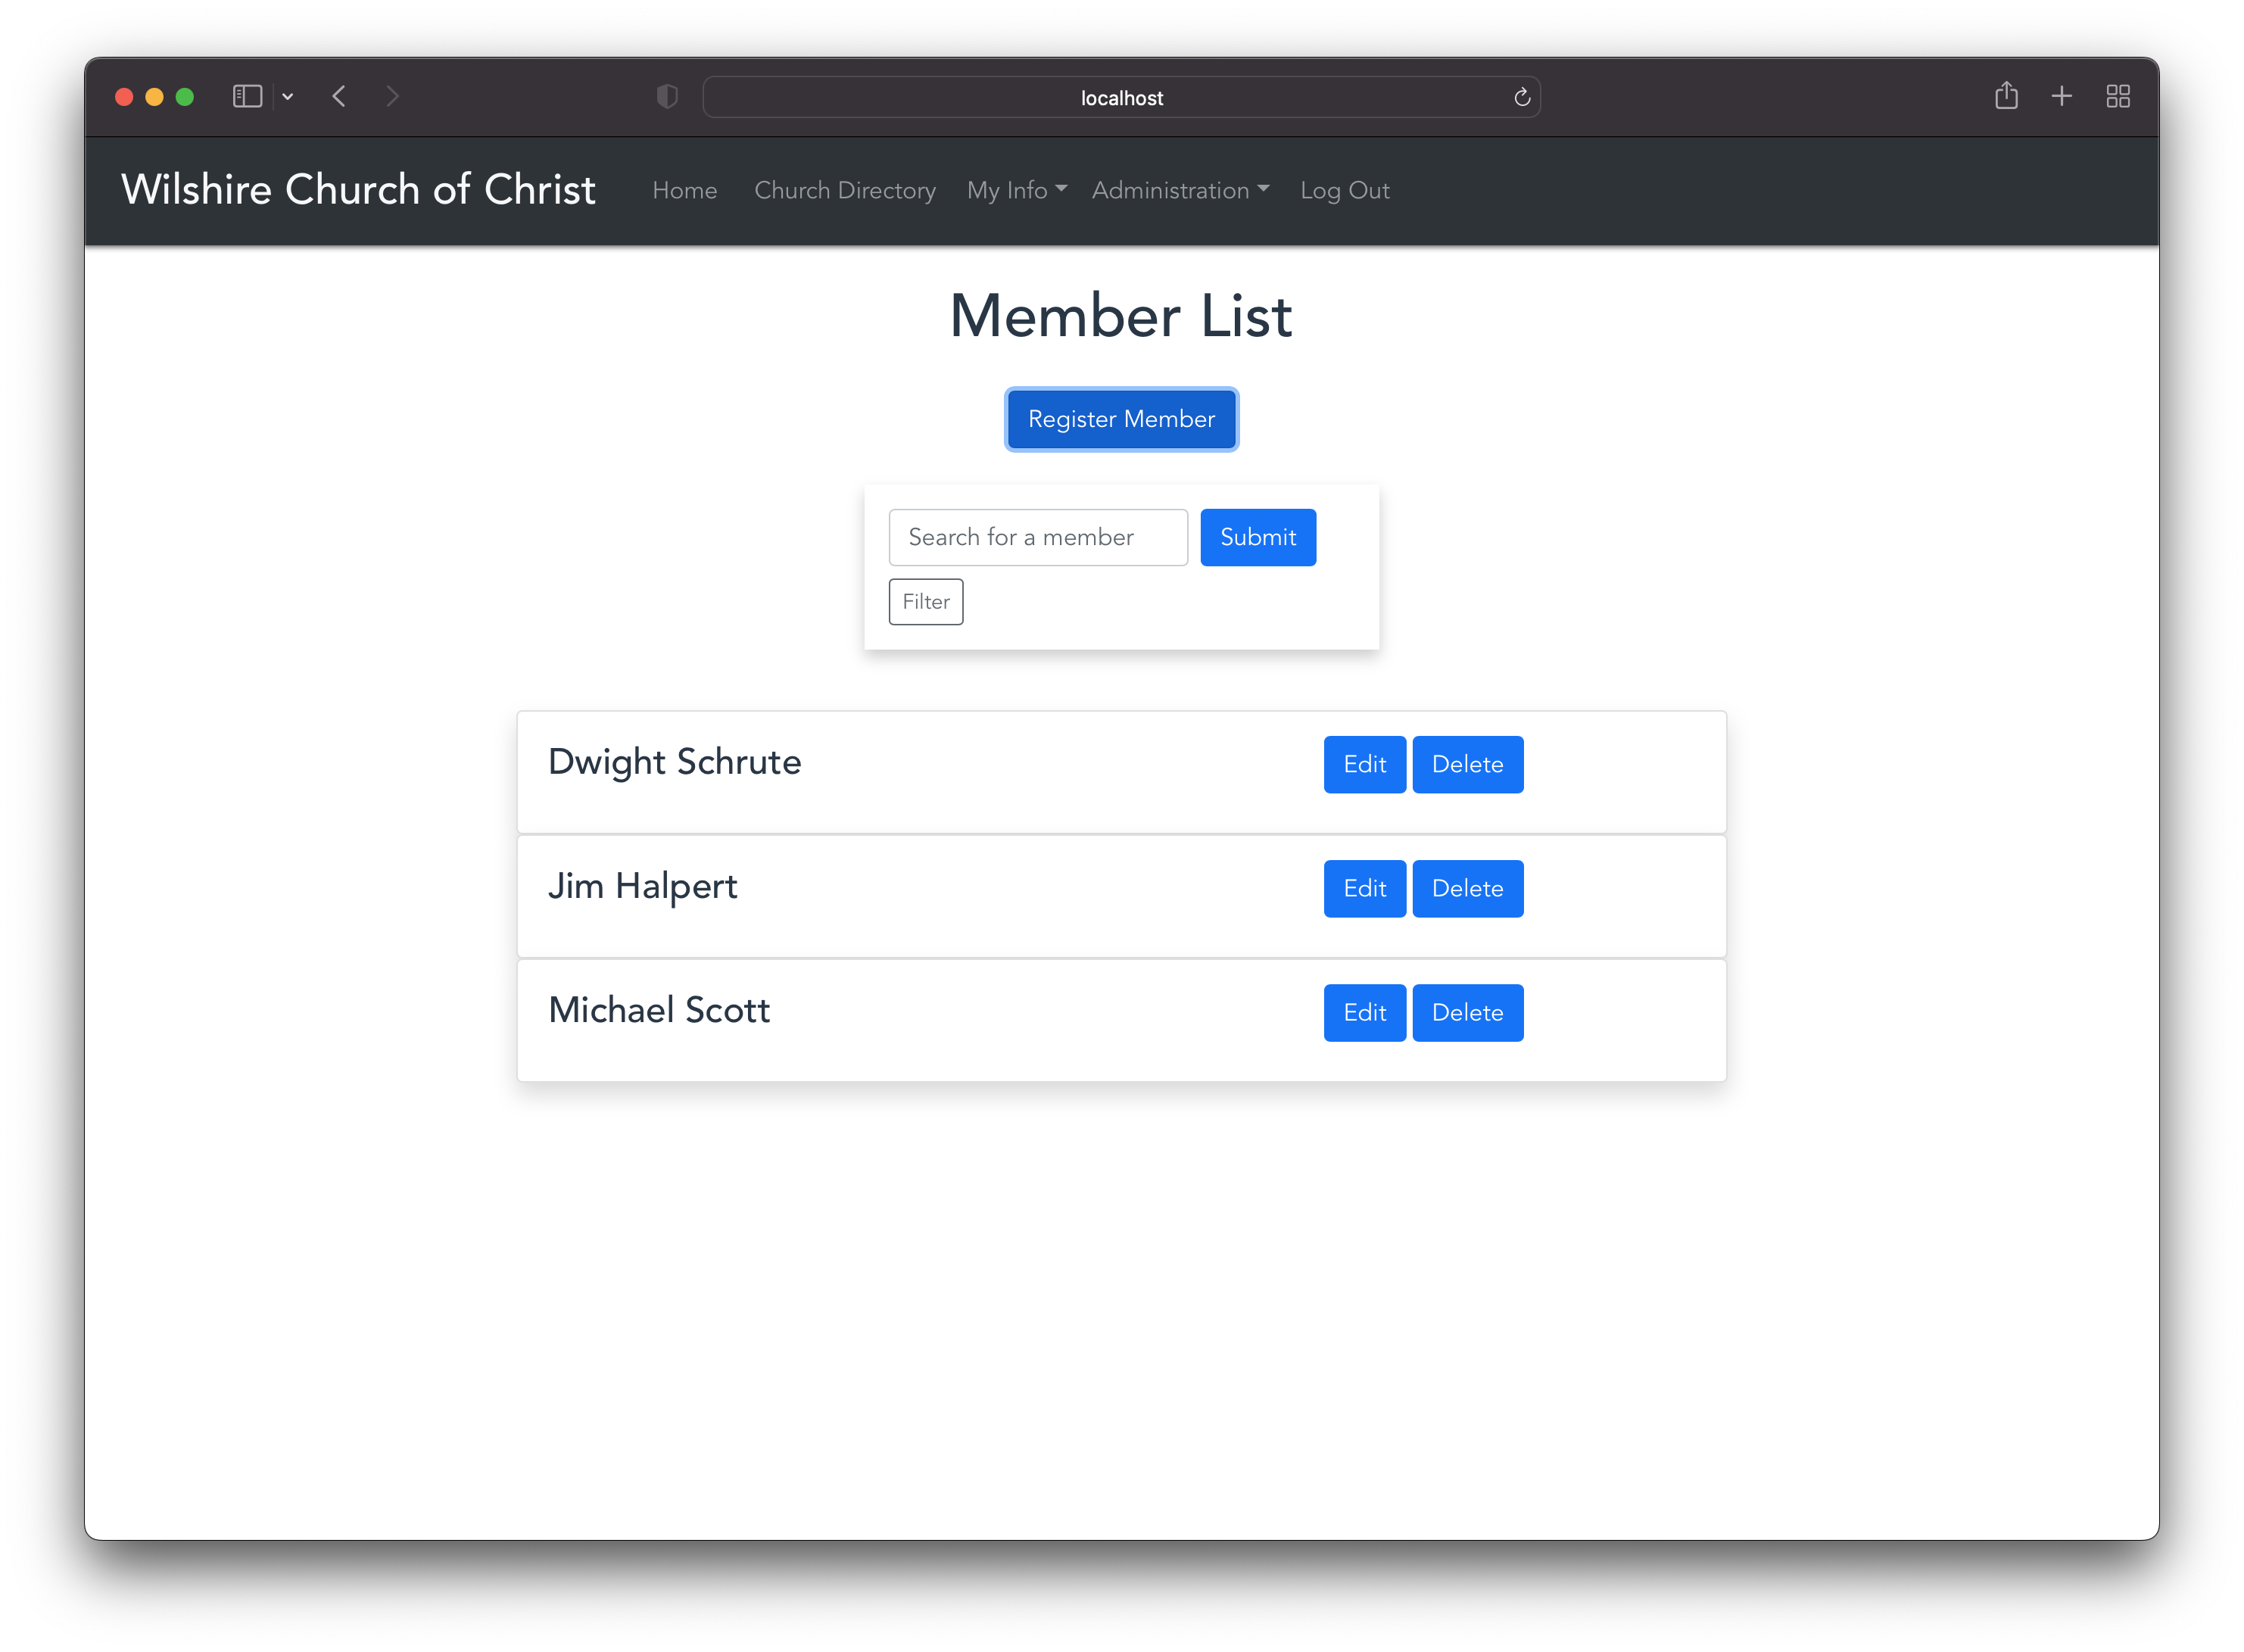 localhost
Wilshire Church of Christ Home Church Directory My Info Administration Log Out
Member List
Register Member
Search for a member Submit
Filter
Dwight Schrute Edit Delete
Jim Halpert Edit Delete
Michael Scott Edit Delete